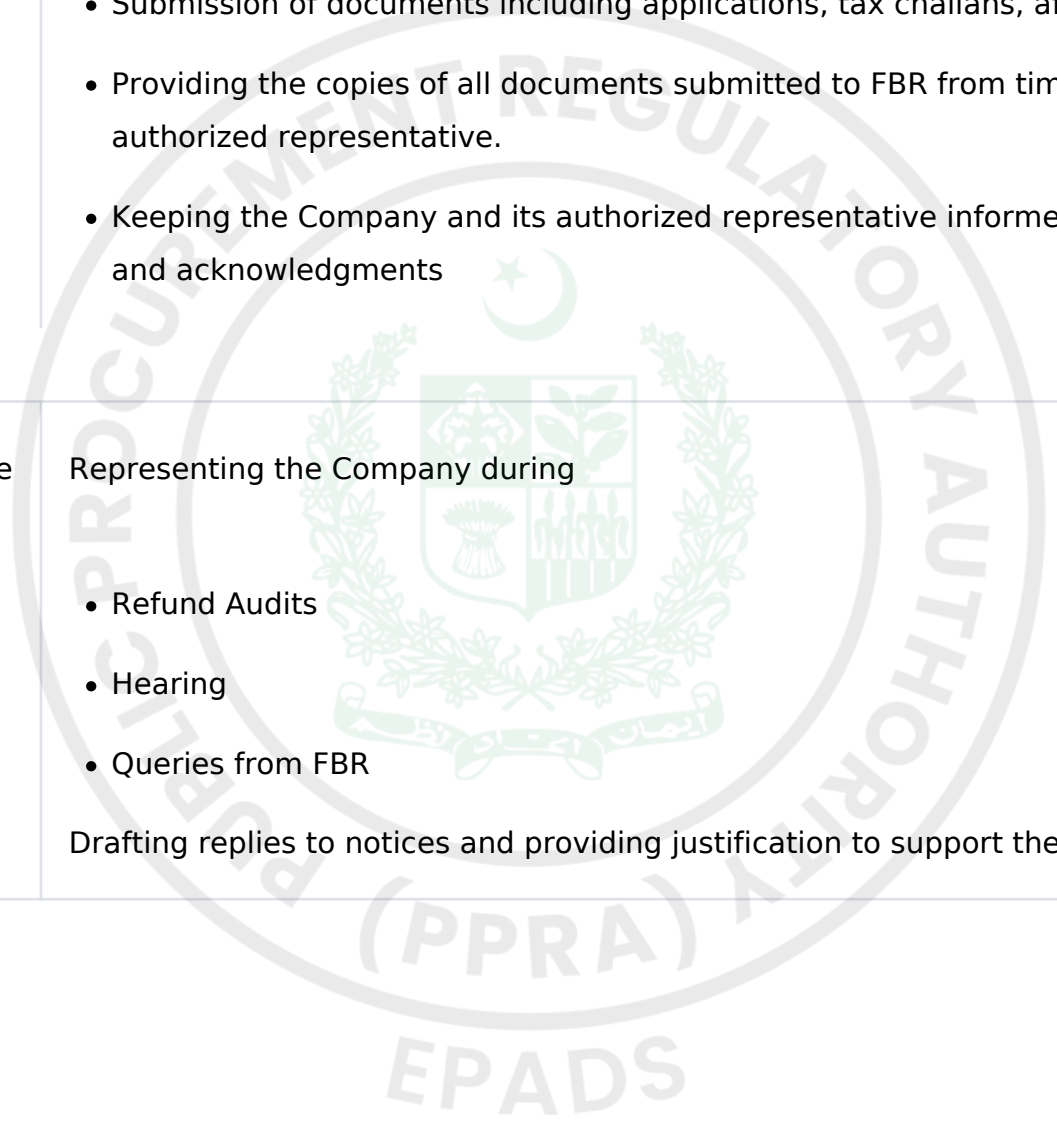 • Submission of documents including applications, tax challans, af
• Providing the copies of all documents submitted to FBR from tim
authorized representative.
• Keeping the Company and its authorized representative informe
and acknowledgments
e Representing the Company during
• Refund Audits
• Hearing
• Queries from FBR
Drafting replies to notices and providing justification to support the
PUBLIC PROCUREMENT REGULATORY AUTHORITY
(PPRA)
EPADS